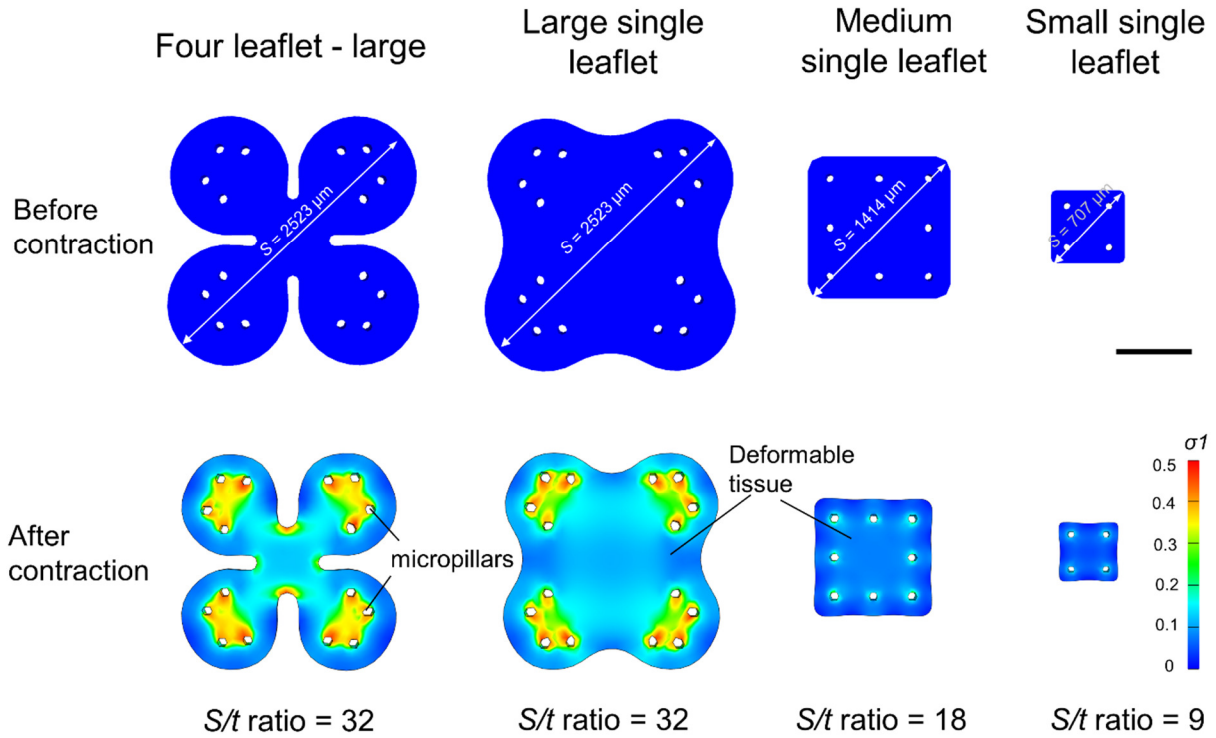 Four leaflet - large
Large single
leaflet
Medium
single leaflet
Small single
leaflet
Before
contraction
S = 2523 µm
S = 2523 µm
S = 1414 µm
S = 707 µm
After
contraction
micropillars
Deformable
tissue
σ1
0.5
0.4
0.3
0.2
0.1
0
S/t ratio = 32
S/t ratio = 32
S/t ratio = 18
S/t ratio = 9